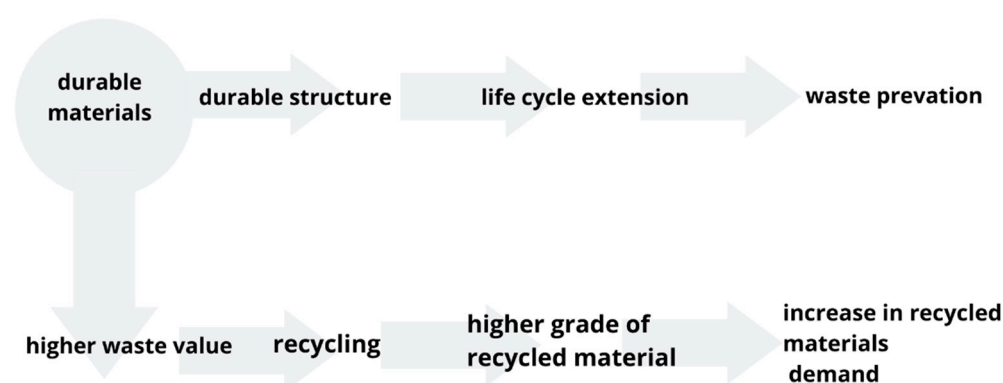 durable
materials
durable structure
life cycle extension
waste prevation
higher waste value
recycling
higher grade of
recycled material
increase in recycled
materials
demand